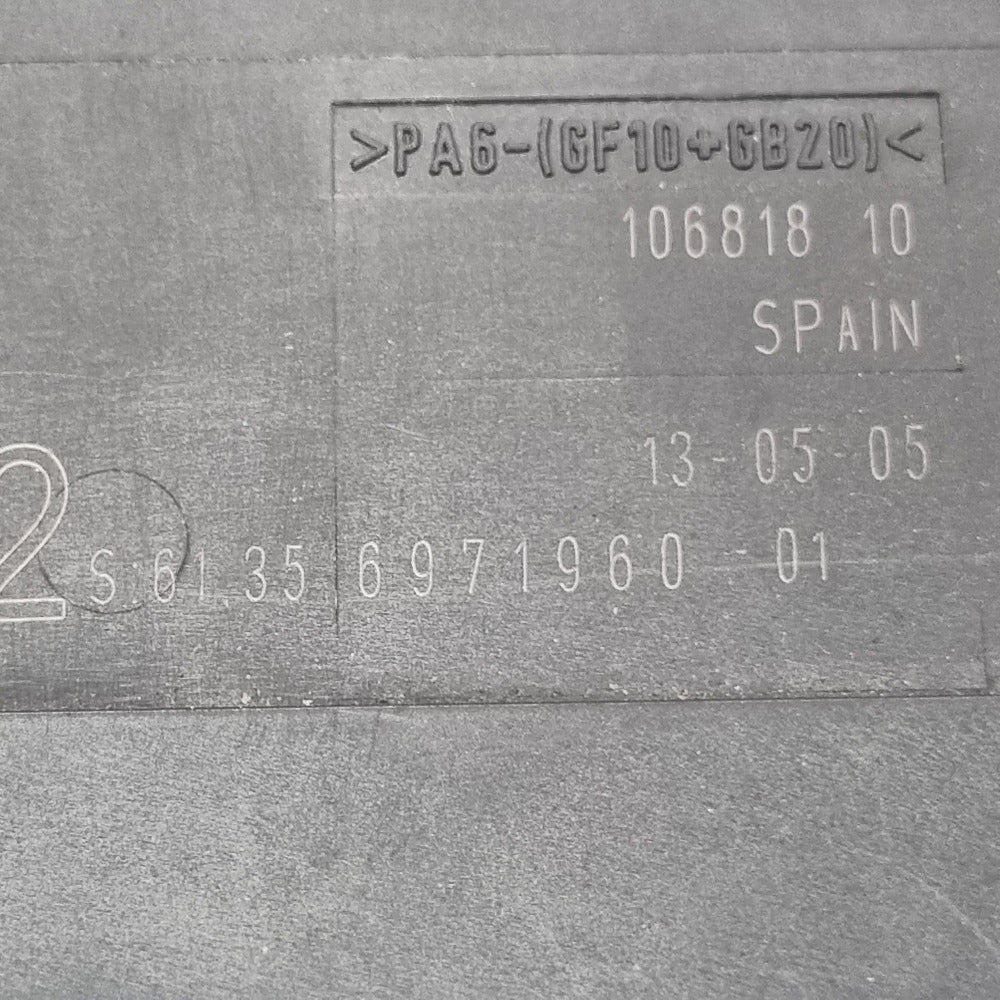 >PA6-(GF10+GB20)<
106818 10
SPAIN
13-05-05
2
S:61.35 6971960 01